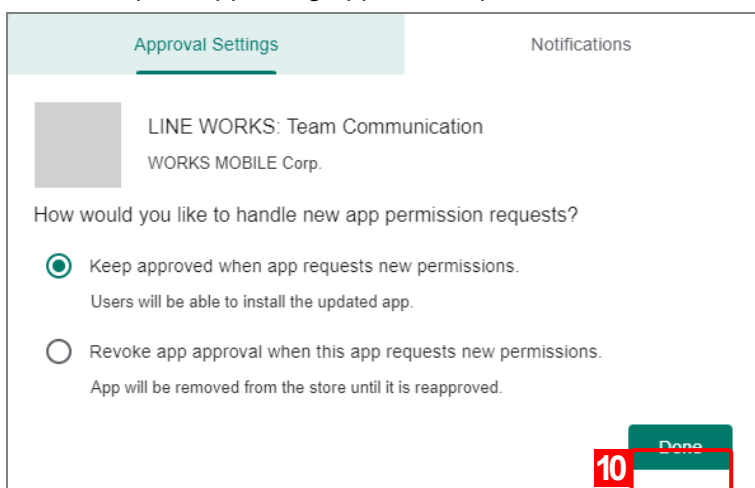 Approval Settings
Notifications
LINE WORKS: Team Communication
WORKS MOBILE Corp.
How would you like to handle new app permission requests?
Keep approved when app requests new permissions.
Users will be able to install the updated app.
Revoke app approval when this app requests new permissions.
App will be removed from the store until it is reapproved.
Done
10